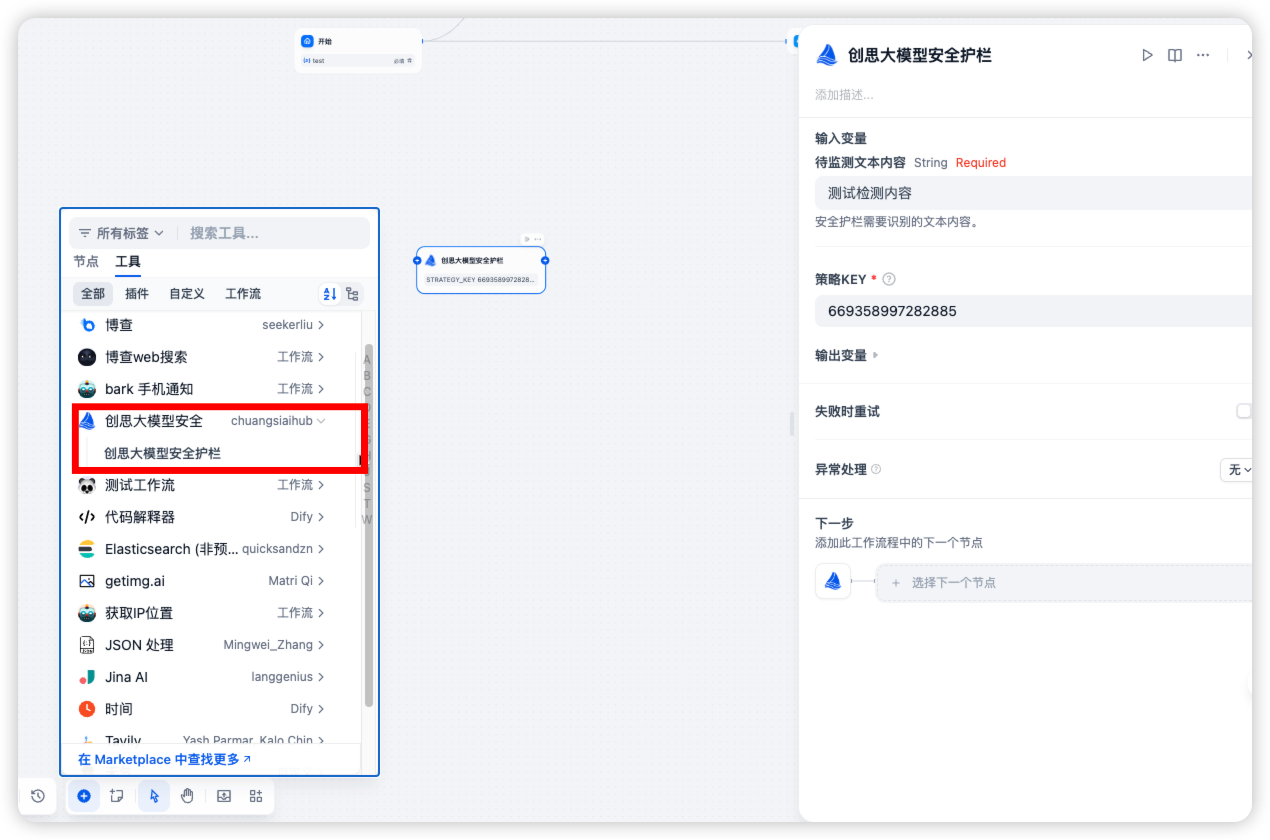 开始
{x} test
必填
所有标签
搜索工具...
节点 工具
全部 插件 自定义 工作流
博查 seekerliu
博查web搜索 工作流
bark 手机通知 工作流
创思大模型安全 chuangsiaihub
创思大模型安全护栏
测试工作流 工作流
代码解释器 Dify
Elasticsearch (非预... quicksandzn
getimg.ai Matri Qi
获取IP位置 工作流
JSON 处理 Mingwei_Zhang
Jina AI langgenius
时间 Dify
Tavily Yash Parmar, Kalo Chin
A
B
C
S
T
W
在 Marketplace 中查找更多
创思大模型安全护栏
STRATEGY_KEY 6693589972828...
创思大模型安全护栏
添加描述...
输入变量
待监测文本内容 String Required
测试检测内容
安全护栏需要识别的文本内容。
策略KEY *
669358997282885
输出变量
失败时重试
异常处理
无
下一步
添加此工作流程中的下一个节点
+ 选择下一个节点